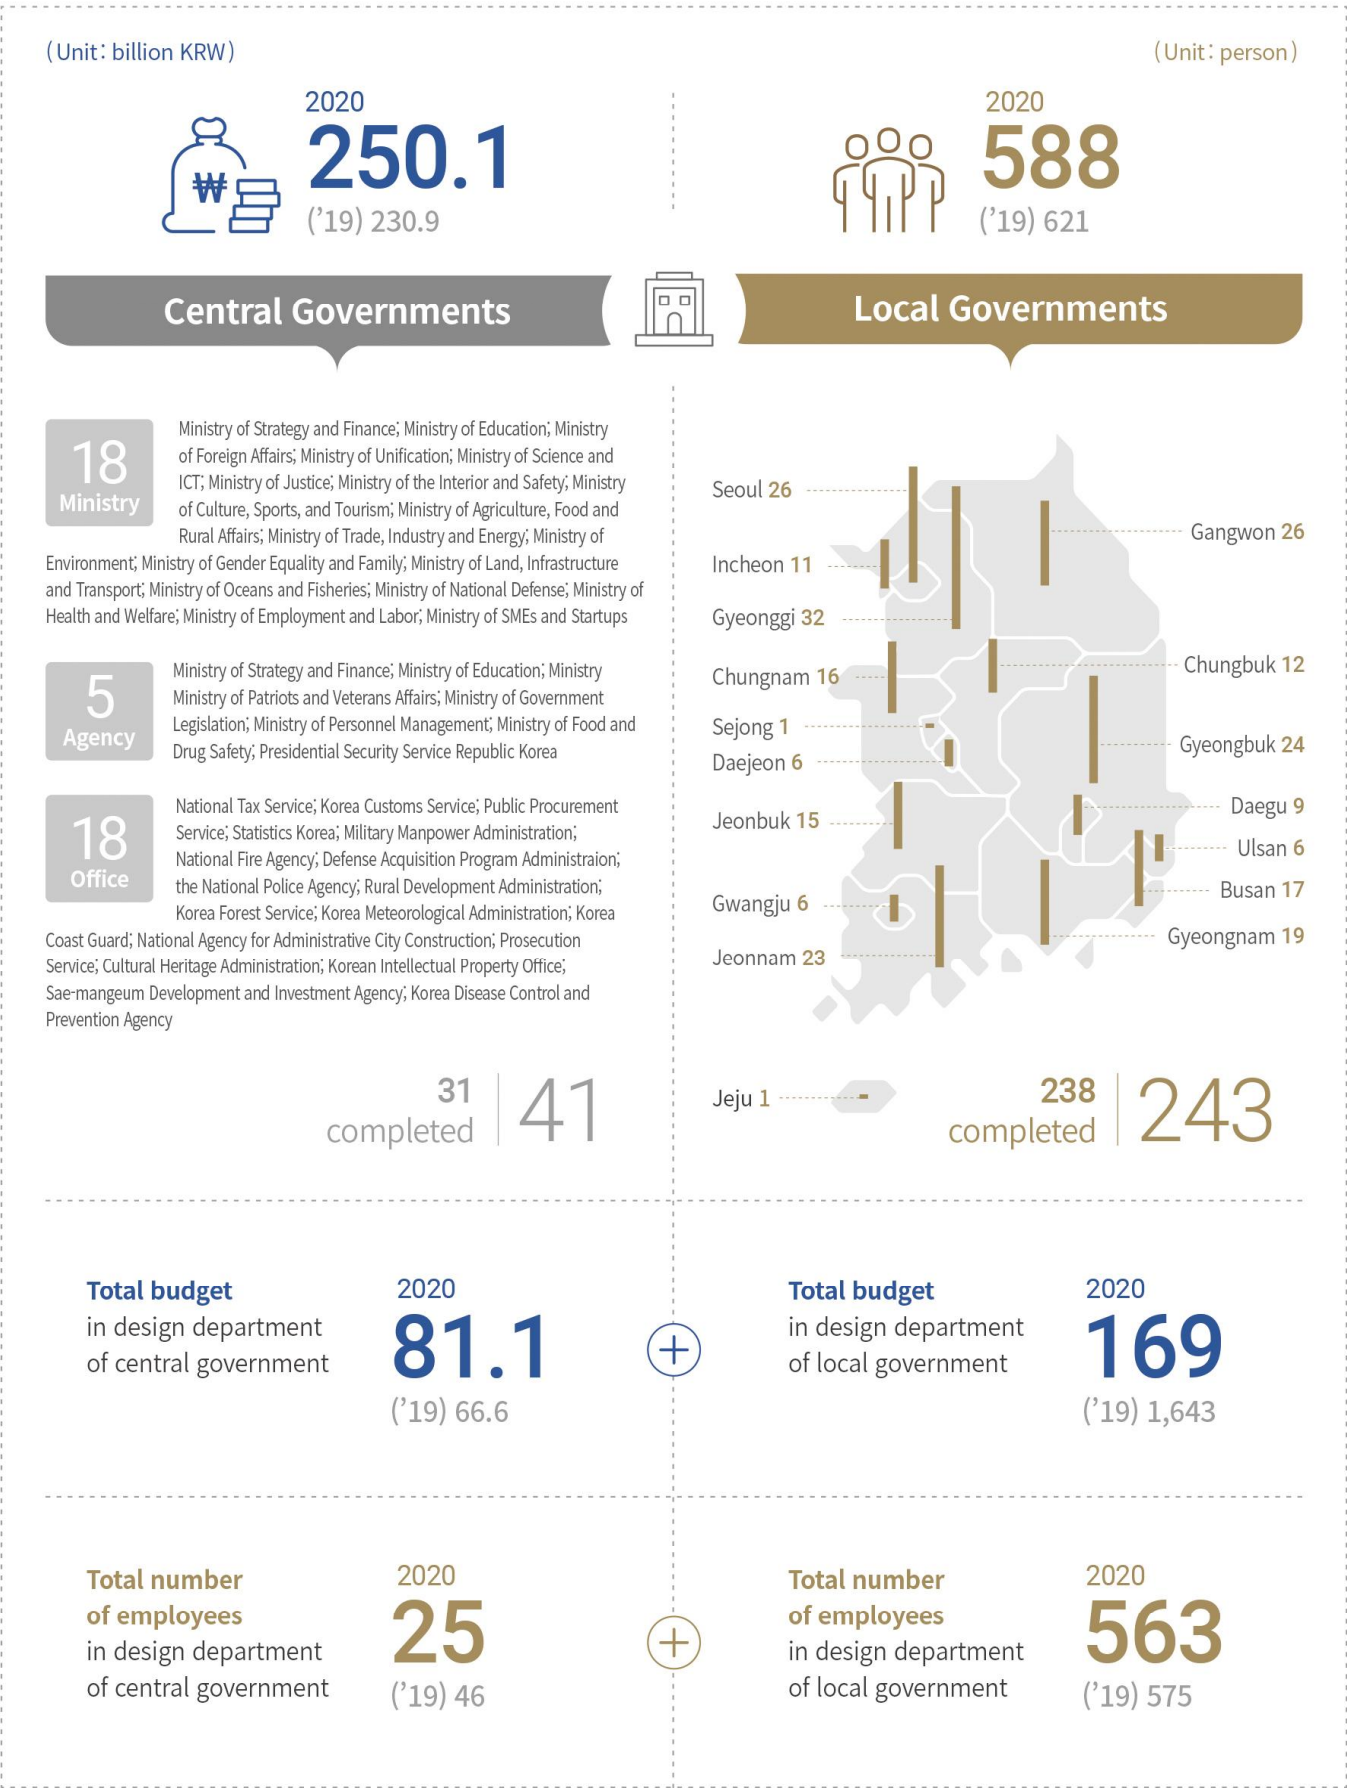 (Unit: billion KRW)
(Unit: person)
2020
250.1
('19) 230.9
2020
588
('19) 621
₩
Central Governments
Local Governments
18
Ministry
Ministry of Strategy and Finance; Ministry of Education; Ministry
of Foreign Affairs; Ministry of Unification; Ministry of Science and
ICT; Ministry of Justice; Ministry of the Interior and Safety; Ministry
of Culture, Sports, and Tourism; Ministry of Agriculture, Food and
Rural Affairs; Ministry of Trade, Industry and Energy; Ministry of
Environment; Ministry of Gender Equality and Family; Ministry of Land, Infrastructure
and Transport; Ministry of Oceans and Fisheries; Ministry of National Defense; Ministry of
Health and Welfare; Ministry of Employment and Labor; Ministry of SMEs and Startups
5
Agency
Ministry of Strategy and Finance; Ministry of Education; Ministry
Ministry of Patriots and Veterans Affairs; Ministry of Government
Legislation; Ministry of Personnel Management; Ministry of Food and
Drug Safety; Presidential Security Service Republic Korea
18
Office
National Tax Service; Korea Customs Service; Public Procurement
Service; Statistics Korea; Military Manpower Administration;
National Fire Agency; Defense Acquisition Program Administraion;
the National Police Agency; Rural Development Administration;
Korea Forest Service; Korea Meteorological Administration; Korea
Coast Guard; National Agency for Administrative City Construction; Prosecution
Service; Cultural Heritage Administration; Korean Intellectual Property Office;
Sae-mangeum Development and Investment Agency; Korea Disease Control and
Prevention Agency
31
completed
41
Seoul 26
Incheon 11
Gyeonggi 32
Chungnam 16
Sejong 1
Daejeon 6
Jeonbuk 15
Gwangju 6
Jeonnam 23
Jeju 1
Gangwon 26
Chungbuk 12
Gyeongbuk 24
Daegu 9
Ulsan 6
Busan 17
Gyeongnam 19
238
completed
243
Total budget
in design department
of central government
2020
81.1
('19) 66.6
Total budget
in design department
of local government
2020
169
('19) 1,643
Total number
of employees
in design department
of central government
2020
25
('19) 46
Total number
of employees
in design department
of local government
2020
563
('19) 575